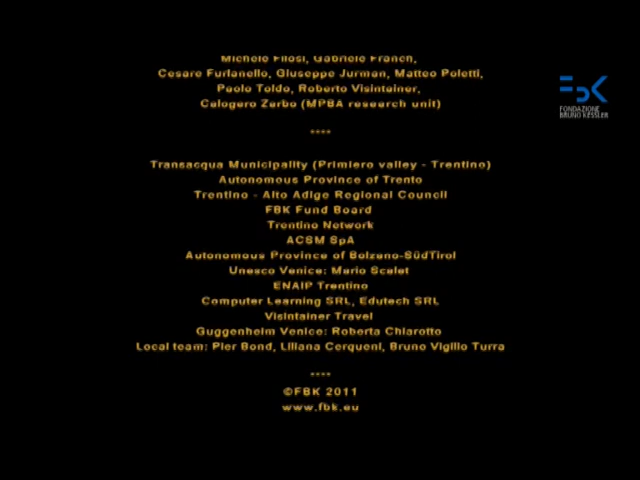 Michele Filosi, Gabriele Franch,
Cesare Furlanello, Giuseppe Jurman, Matteo Poletti,
Paolo Toldo, Roberto Visintainer,
Calogero Zarbo (MPBA research unit)
****
Transacqua Municipality (Primiero valley - Trentino)
Autonomous Province of Trento
Trentino - Alto Adige Regional Council
FBK Fund Board
Trentino Network
ACSM SpA
Autonomous Province of Bolzano-SüdTirol
Unesco Venice: Mario Scalet
ENAIP Trentino
Computer Learning SRL, Edutech SRL
Visintainer Travel
Guggenheim Venice: Roberta Chiarotto
Local team: Pier Bond, Liliana Cerqueni, Bruno Vigilio Turra
****
©FBK 2011
www.fbk.eu
FBK
FONDAZIONE
BRUNO KESSLER